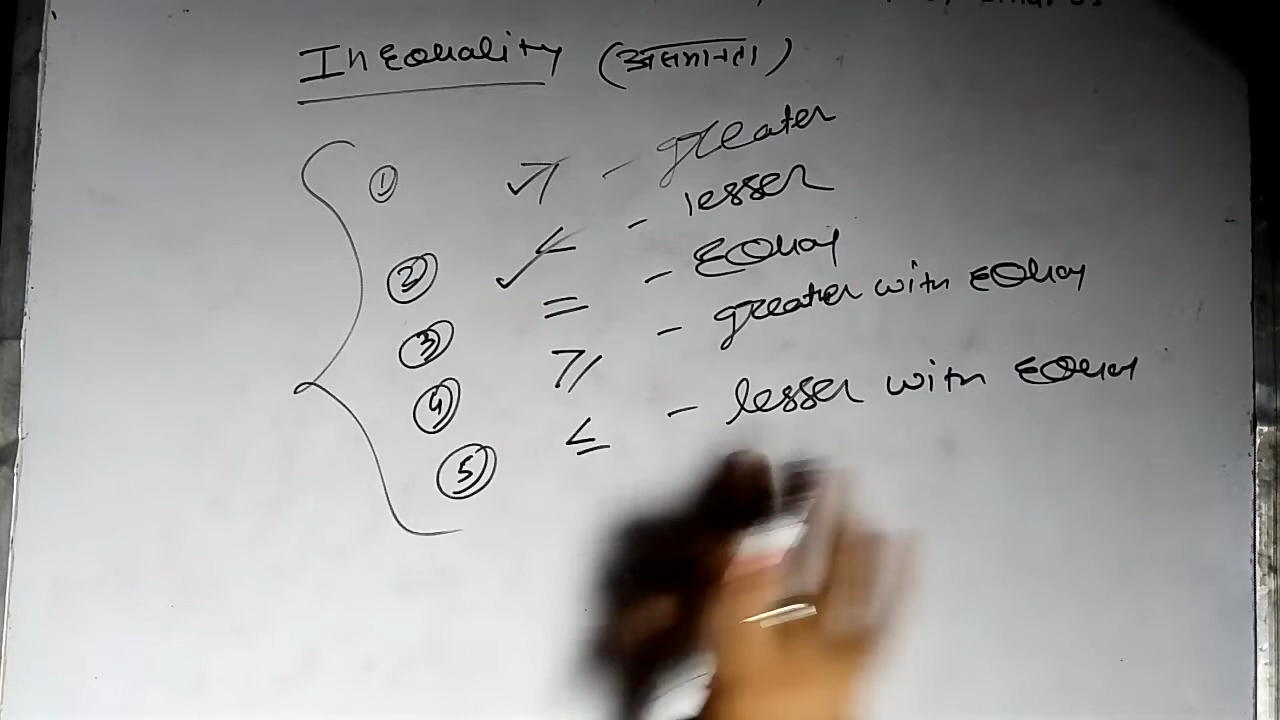 InEquality (असमानता)
① > - greater
② < - lesser
③ = - Equal
④ ≥ - greater with Equal
⑤ ≤ - lesser with Equal